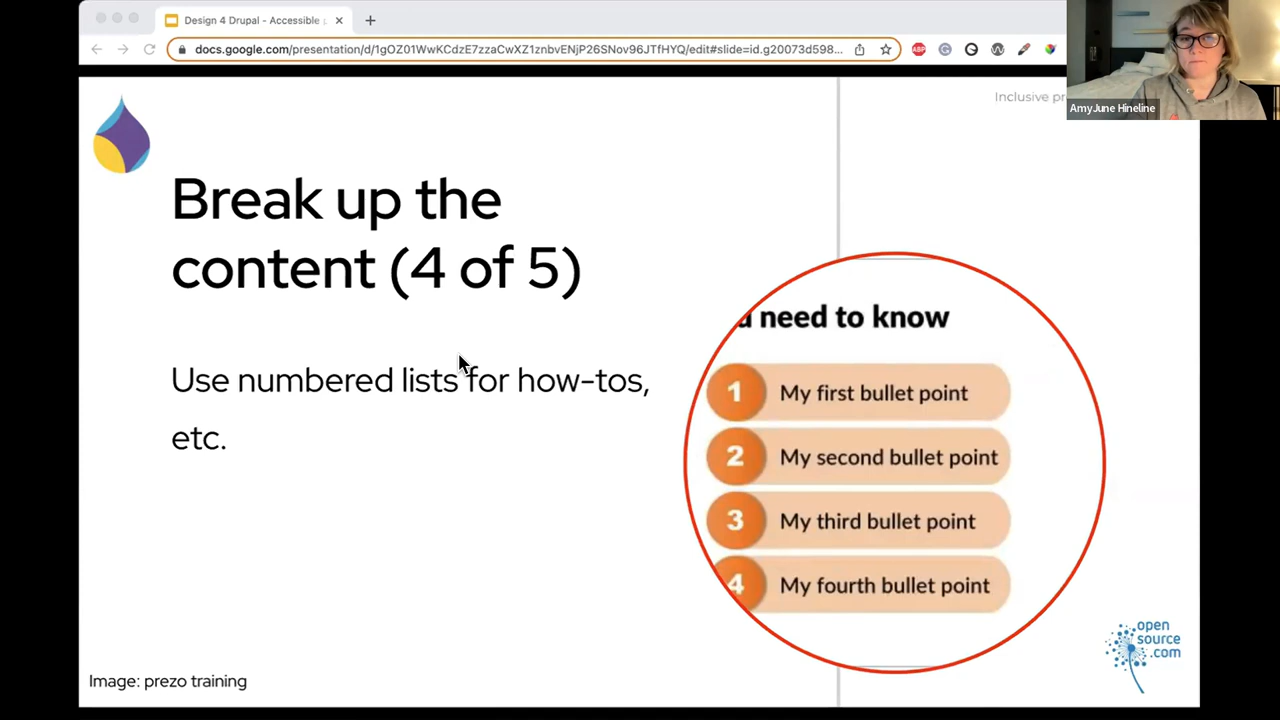 Design 4 Drupal - Accessible
docs.google.com/presentation/d/1gOZ01WwKCdzE7zzaCwXZ1znbvENjP26SNov96JTfHYQ/edit#slide=id.g20073d598...
ABP
Inclusive pr
AmyJune Hineline
Break up the
content (4 of 5)
Use numbered lists for how-tos,
etc.
need to know
1 My first bullet point
2 My second bullet point
3 My third bullet point
4 My fourth bullet point
open
source
.com
Image: prezo training